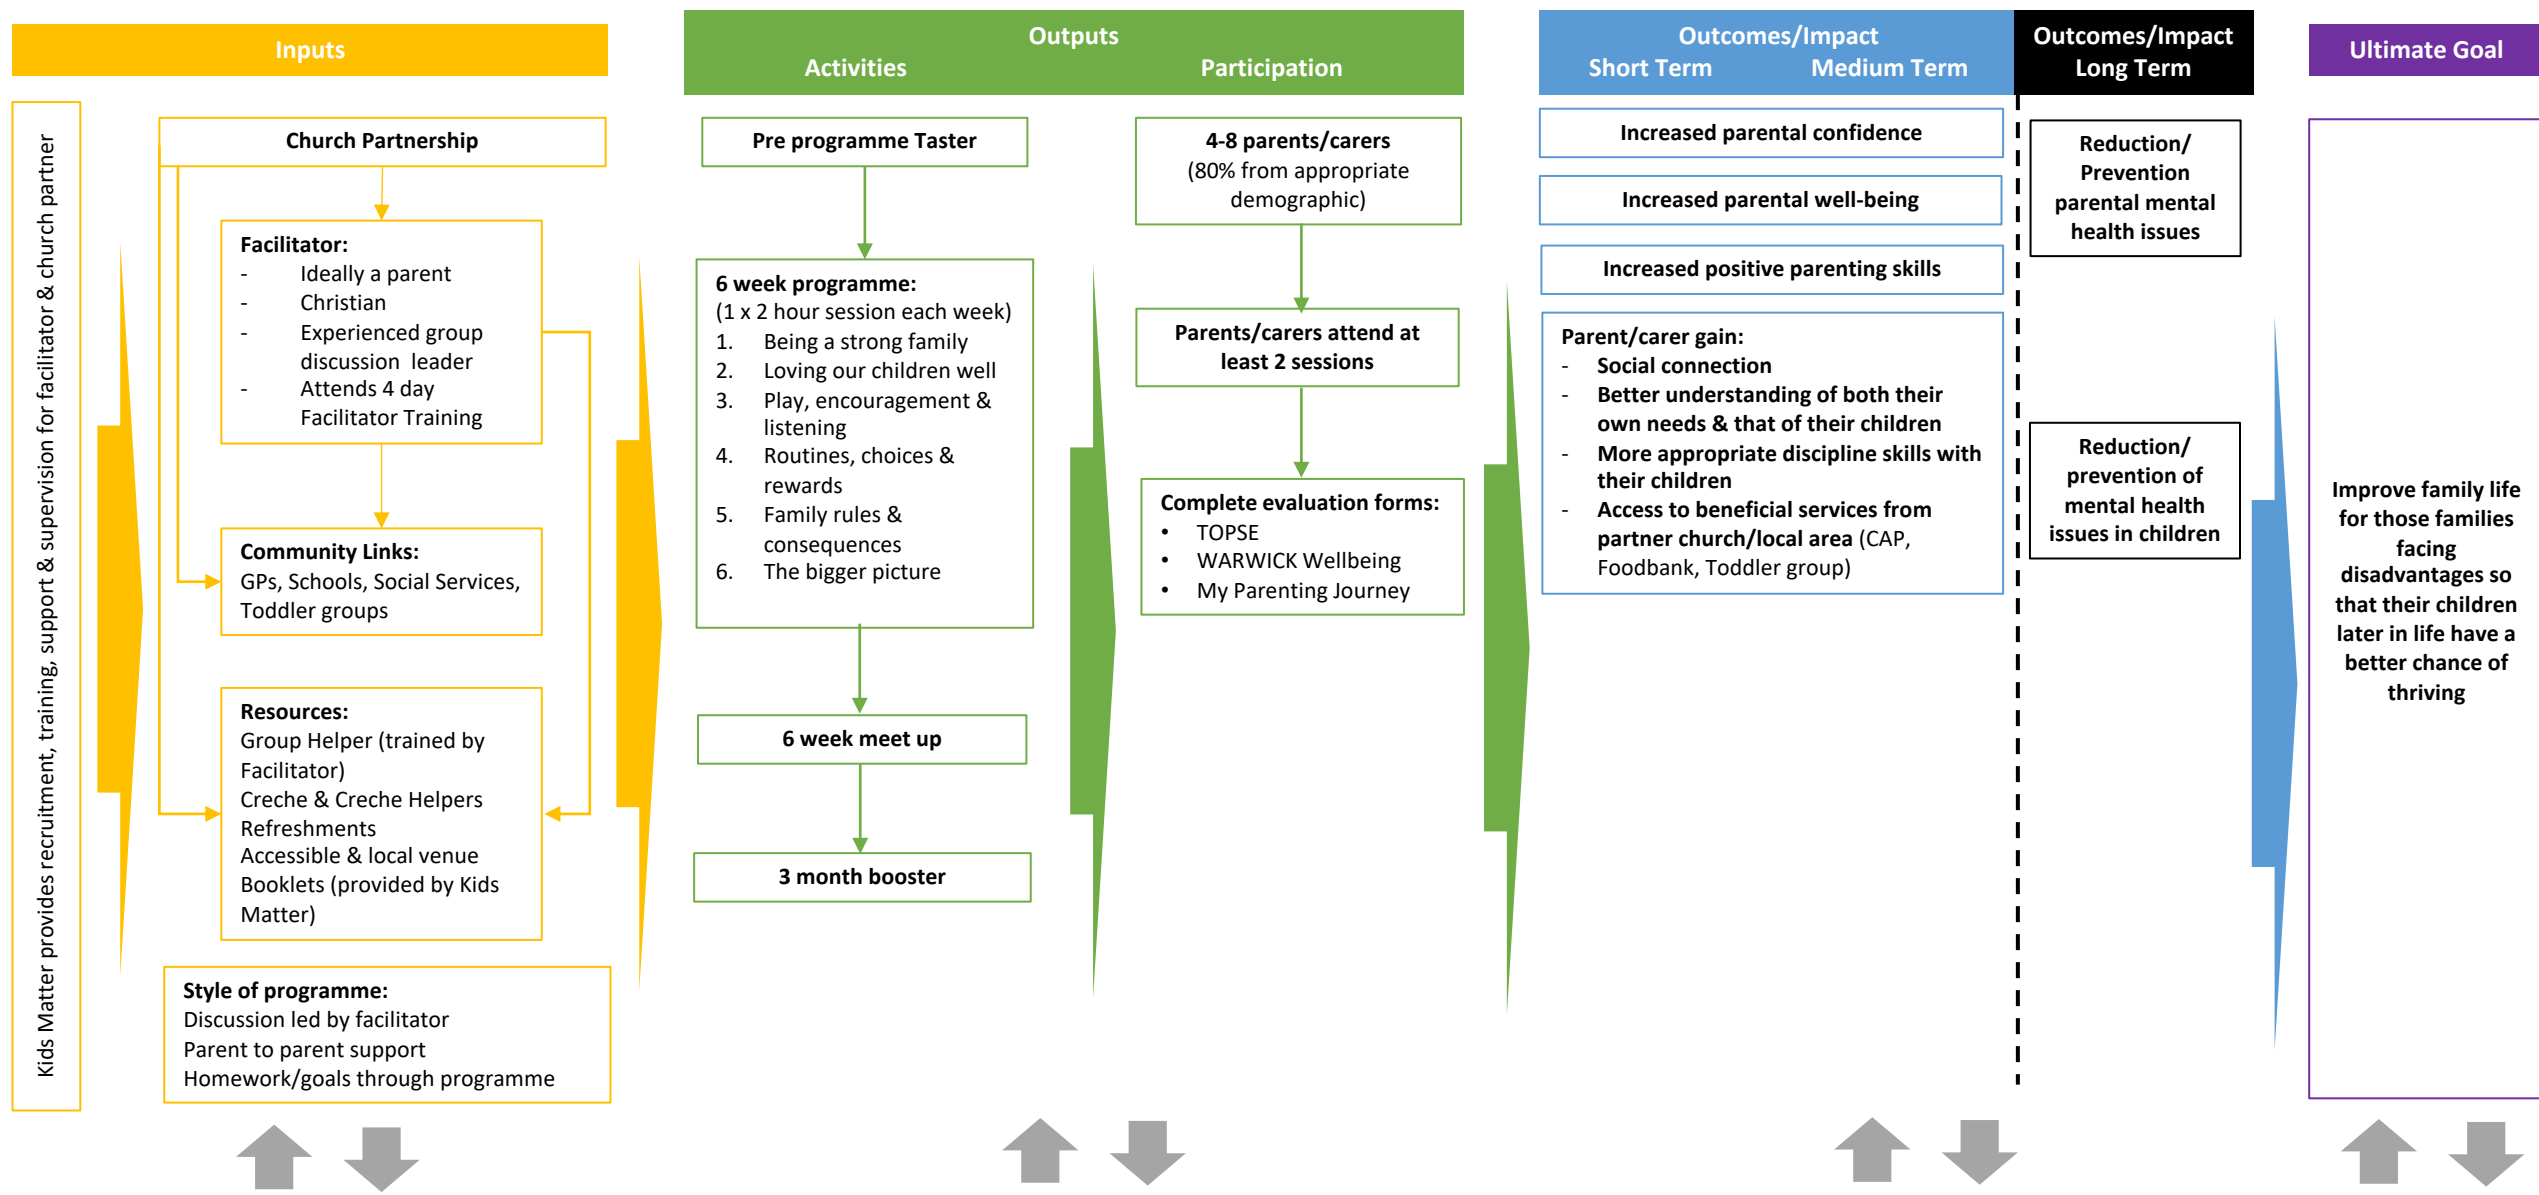 Inputs
Kids Matter provides recruitment, training, support & supervision for facilitator & church partner
Church Partnership
Facilitator:
- Ideally a parent
- Christian
- Experienced group
discussion leader
- Attends 4 day
Facilitator Training
Community Links:
GPs, Schools, Social Services,
Toddler groups
Resources:
Group Helper (trained by
Facilitator)
Creche & Creche Helpers
Refreshments
Accessible & local venue
Booklets (provided by Kids
Matter)
Style of programme:
Discussion led by facilitator
Parent to parent support
Homework/goals through programme
Outputs
Activities
Participation
Pre programme Taster
6 week programme:
(1 x 2 hour session each week)
1. Being a strong family
2. Loving our children well
3. Play, encouragement &
listening
4. Routines, choices &
rewards
5. Family rules &
consequences
6. The bigger picture
6 week meet up
3 month booster
4-8 parents/carers
(80% from appropriate
demographic)
Parents/carers attend at
least 2 sessions
Complete evaluation forms:
• TOPSE
• WARWICK Wellbeing
• My Parenting Journey
Outcomes/Impact
Short Term
Medium Term
Increased parental confidence
Increased parental well-being
Increased positive parenting skills
Parent/carer gain:
- Social connection
- Better understanding of both their
own needs & that of their children
- More appropriate discipline skills with
their children
- Access to beneficial services from
partner church/local area (CAP,
Foodbank, Toddler group)
Outcomes/Impact
Long Term
Reduction/
Prevention
parental mental
health issues
Reduction/
prevention of
mental health
issues in children
Ultimate Goal
Improve family life
for those families
facing
disadvantages so
that their children
later in life have a
better chance of
thriving